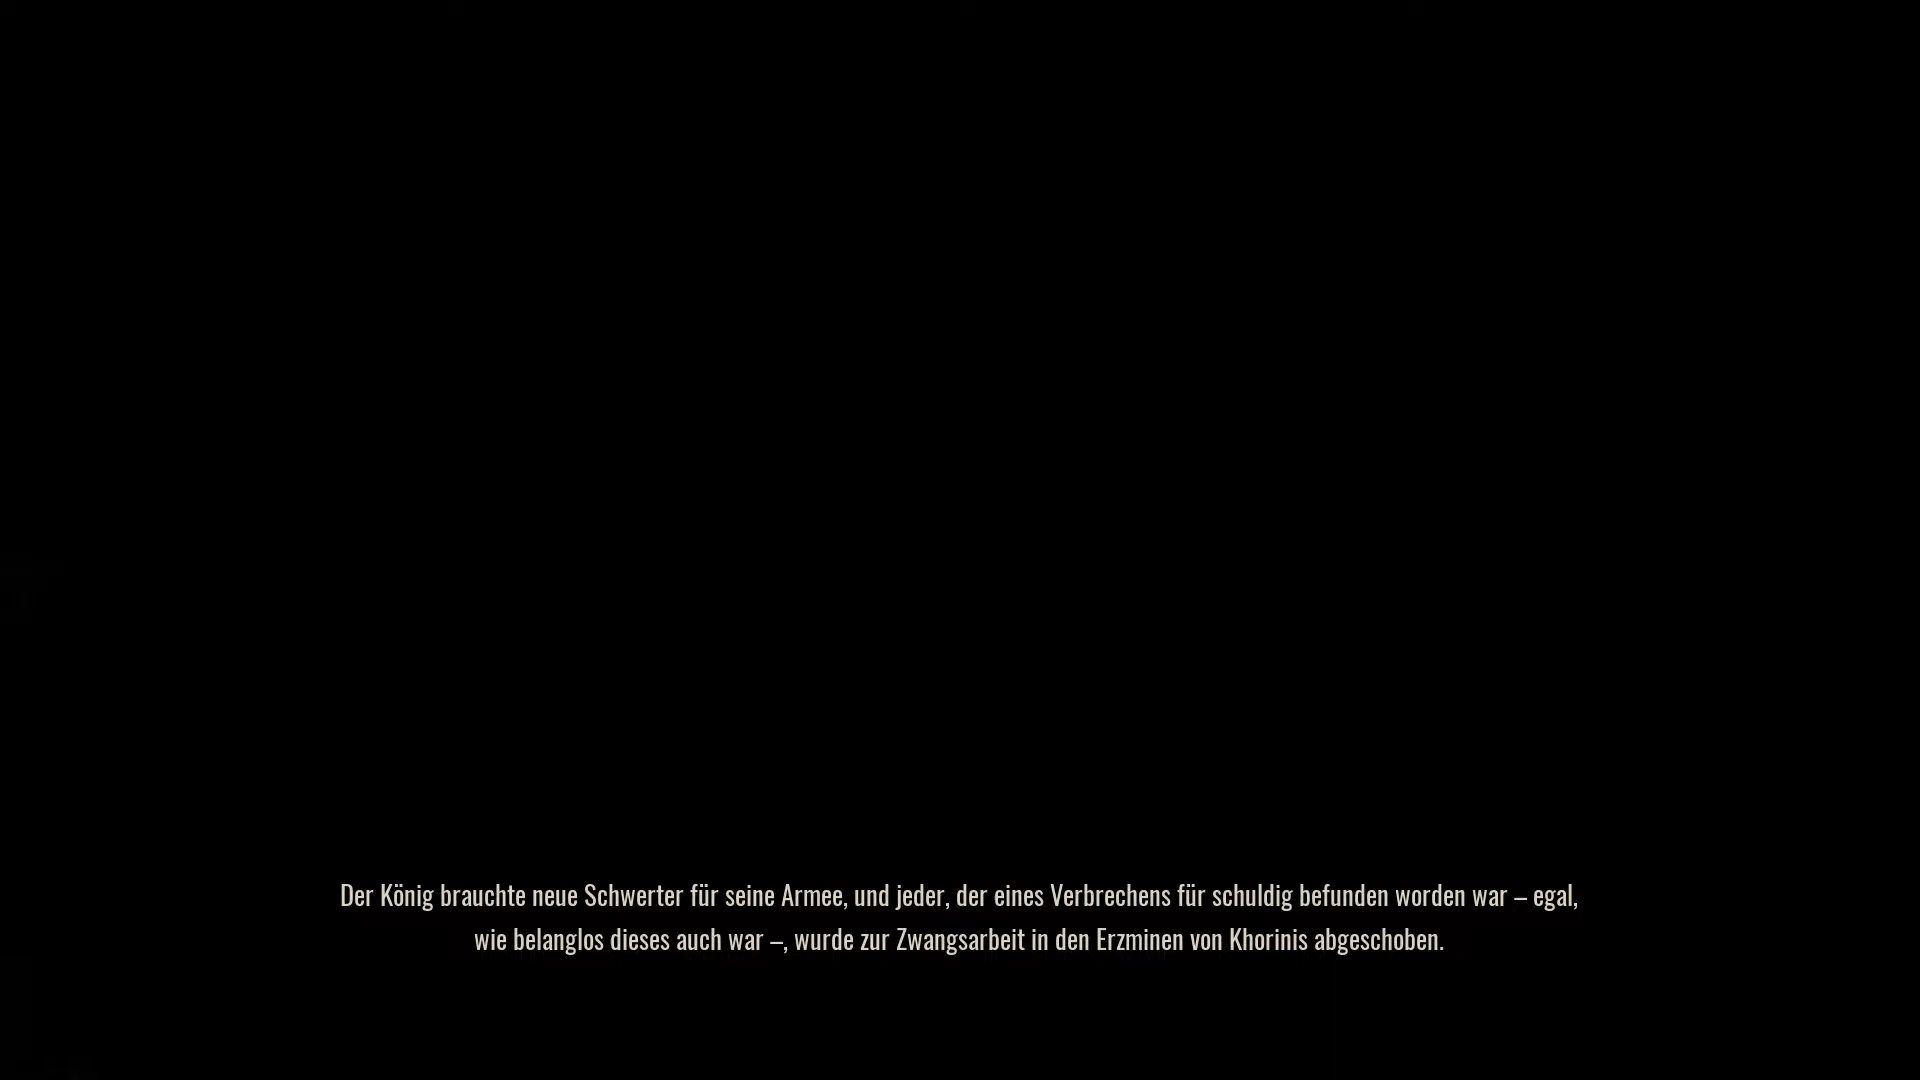 Der König brauchte neue Schwerter für seine Armee, und jeder, der eines Verbrechens für schuldig befunden worden war – egal,
wie belanglos dieses auch war –, wurde zur Zwangsarbeit in den Erzminen von Khorinis abgeschoben.